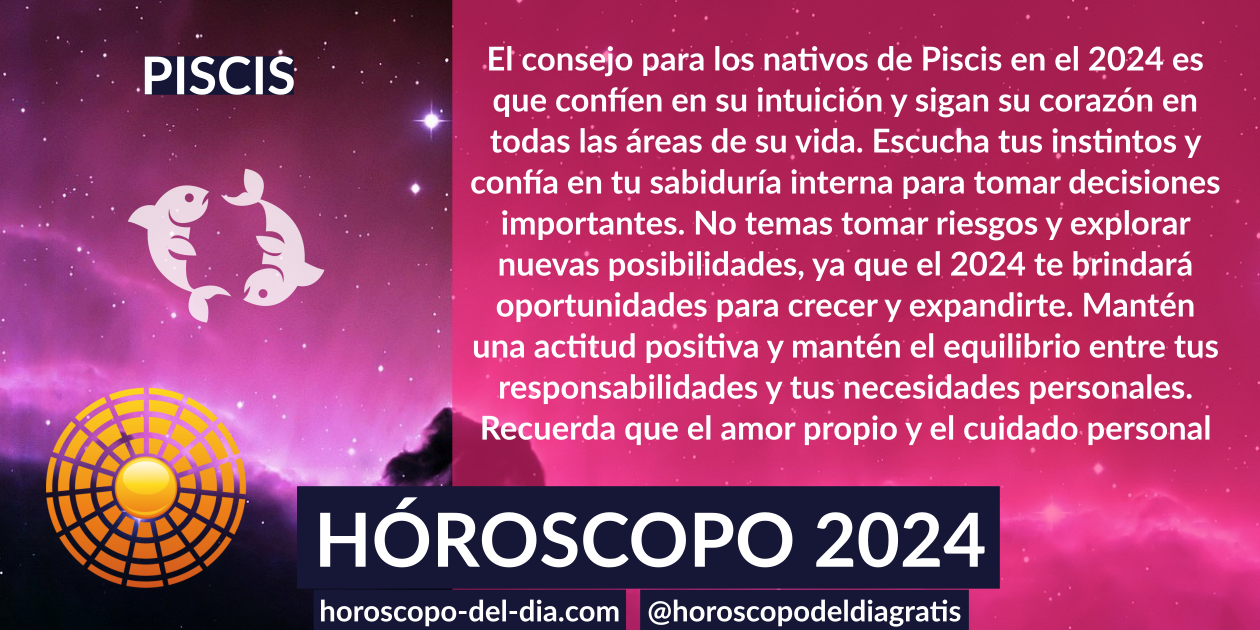 PISCIS
El consejo para los nativos de Piscis en el 2024 es
que confíen en su intuición y sigan su corazón en
todas las áreas de su vida. Escucha tus instintos y
confía en tu sabiduría interna para tomar decisiones
importantes. No temas tomar riesgos y explorar
nuevas posibilidades, ya que el 2024 te brindará
oportunidades para crecer y expandirte. Mantén
una actitud positiva y mantén el equilibrio entre tus
responsabilidades y tus necesidades personales.
Recuerda que el amor propio y el cuidado personal
HÓROSCOPO 2024
horoscopo-del-dia.com
@horoscopodeldiagratis